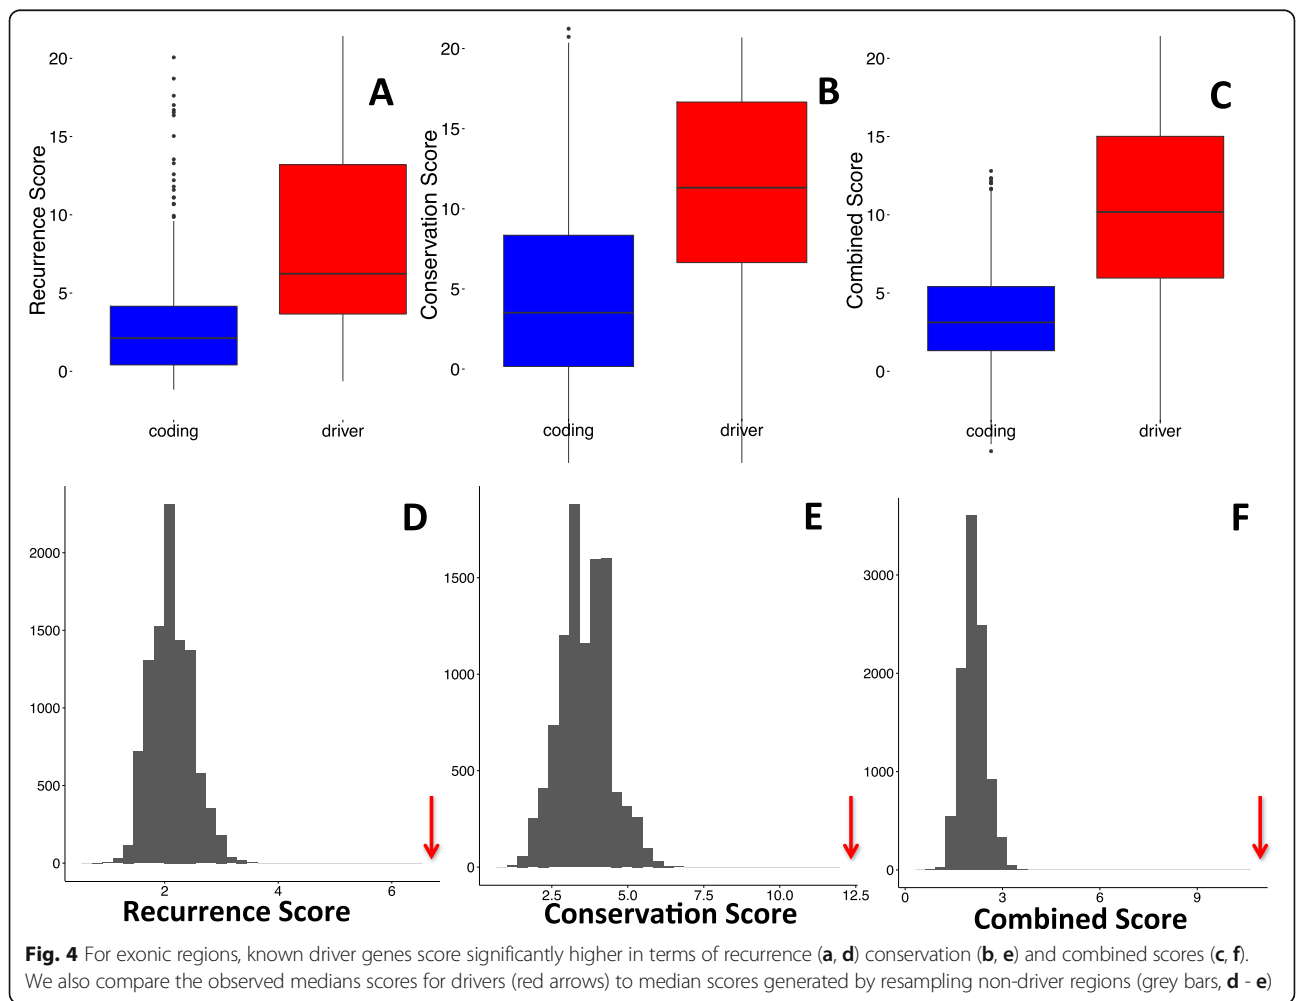 A
20
15
10
5
0
Recurrence Score
coding
driver
B
20
15
10
5
0
Conservation Score
coding
driver
C
20
15
10
5
0
Combined Score
coding
driver
D
2000
1500
1000
500
0
2
4
6
Recurrence Score
E
1500
1000
500
0
2.5
5.0
7.5
10.0
12.5
Conservation Score
F
3000
2000
1000
0
0
3
6
9
Combined Score
Fig. 4 For exonic regions, known driver genes score significantly higher in terms of recurrence (a, d) conservation (b, e) and combined scores (c, f).
We also compare the observed medians scores for drivers (red arrows) to median scores generated by resampling non-driver regions (grey bars, d - e)